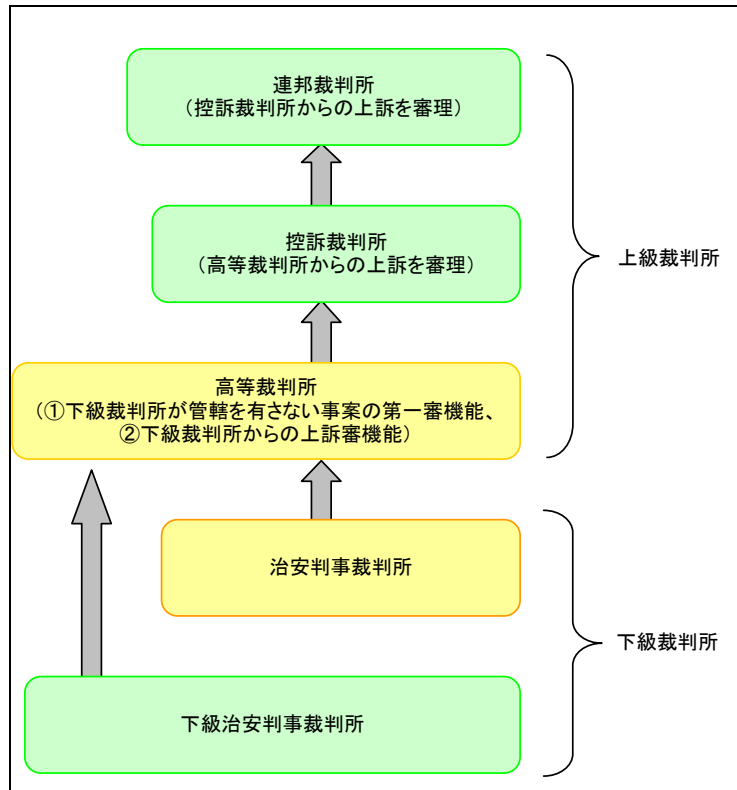 連邦裁判所
（控訴裁判所からの上訴を審理）
控訴裁判所
（高等裁判所からの上訴を審理）
上級裁判所
高等裁判所
（①下級裁判所が管轄を有さない事案の第一審機能、
②下級裁判所からの上訴審機能）
治安判事裁判所
下級裁判所
下級治安判事裁判所